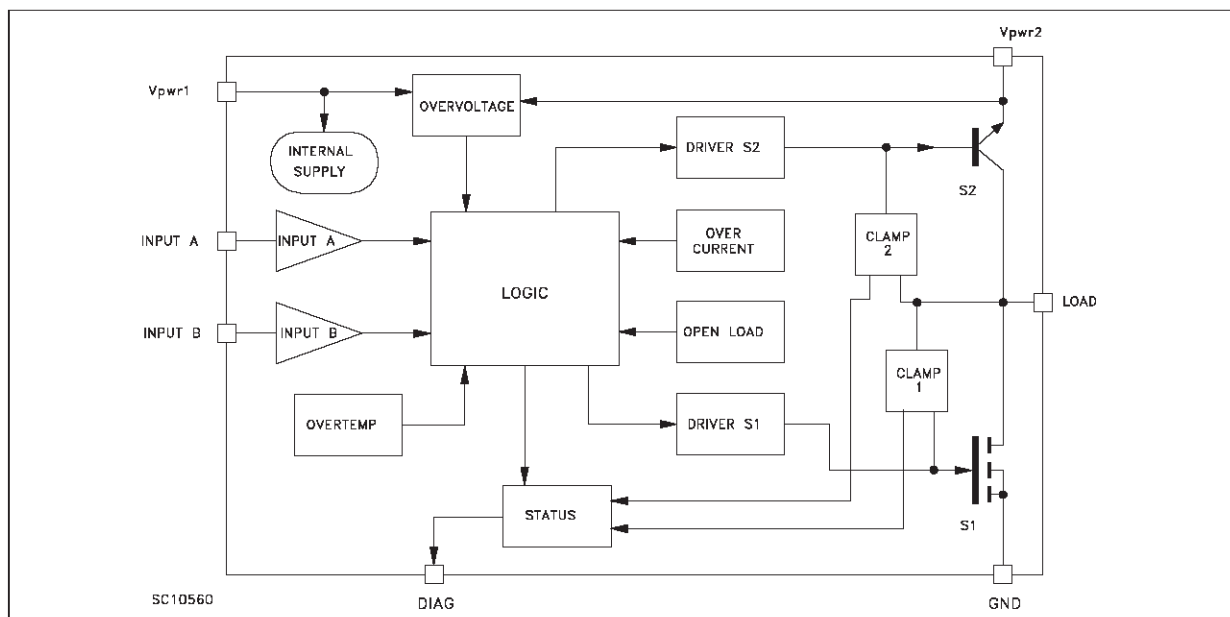 Vpwr2
Vpwr1
OVERVOLTAGE
INTERNAL
SUPPLY
DRIVER S2
S2
INPUT A
INPUT A
OVER
CURRENT
CLAMP
2
LOGIC
LOAD
INPUT B
INPUT B
OPEN LOAD
CLAMP
1
OVERTEMP
DRIVER S1
STATUS
S1
SC10560
DIAG
GND